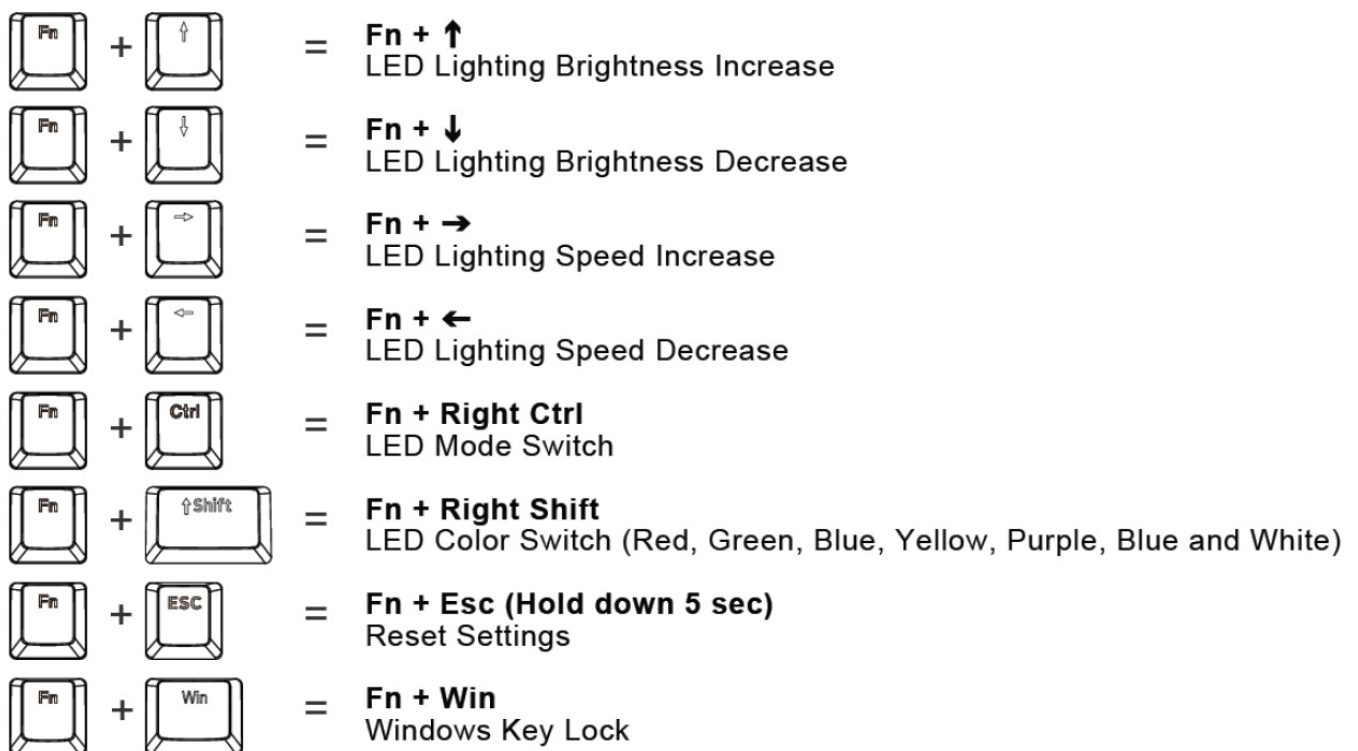 Fn + ↑ = Fn + ↑
LED Lighting Brightness Increase
Fn + ↓ = Fn + ↓
LED Lighting Brightness Decrease
Fn + → = Fn + →
LED Lighting Speed Increase
Fn + ← = Fn + ←
LED Lighting Speed Decrease
Fn + Ctrl = Fn + Right Ctrl
LED Mode Switch
Fn + ↑Shift = Fn + Right Shift
LED Color Switch (Red, Green, Blue, Yellow, Purple, Blue and White)
Fn + ESC = Fn + Esc (Hold down 5 sec)
Reset Settings
Fn + Win = Fn + Win
Windows Key Lock